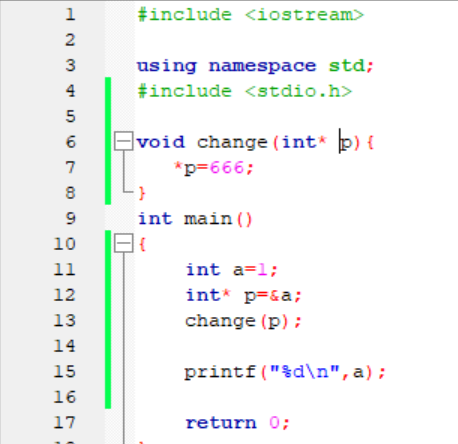 1 #include <iostream>
2
3 using namespace std;
4 #include <stdio.h>
5
6 void change(int* p){
7 *p=666;
8 }
9 int main()
10 {
11 int a=1;
12 int* p=&a;
13 change(p);
14
15 printf("%d\n",a);
16
17 return 0;